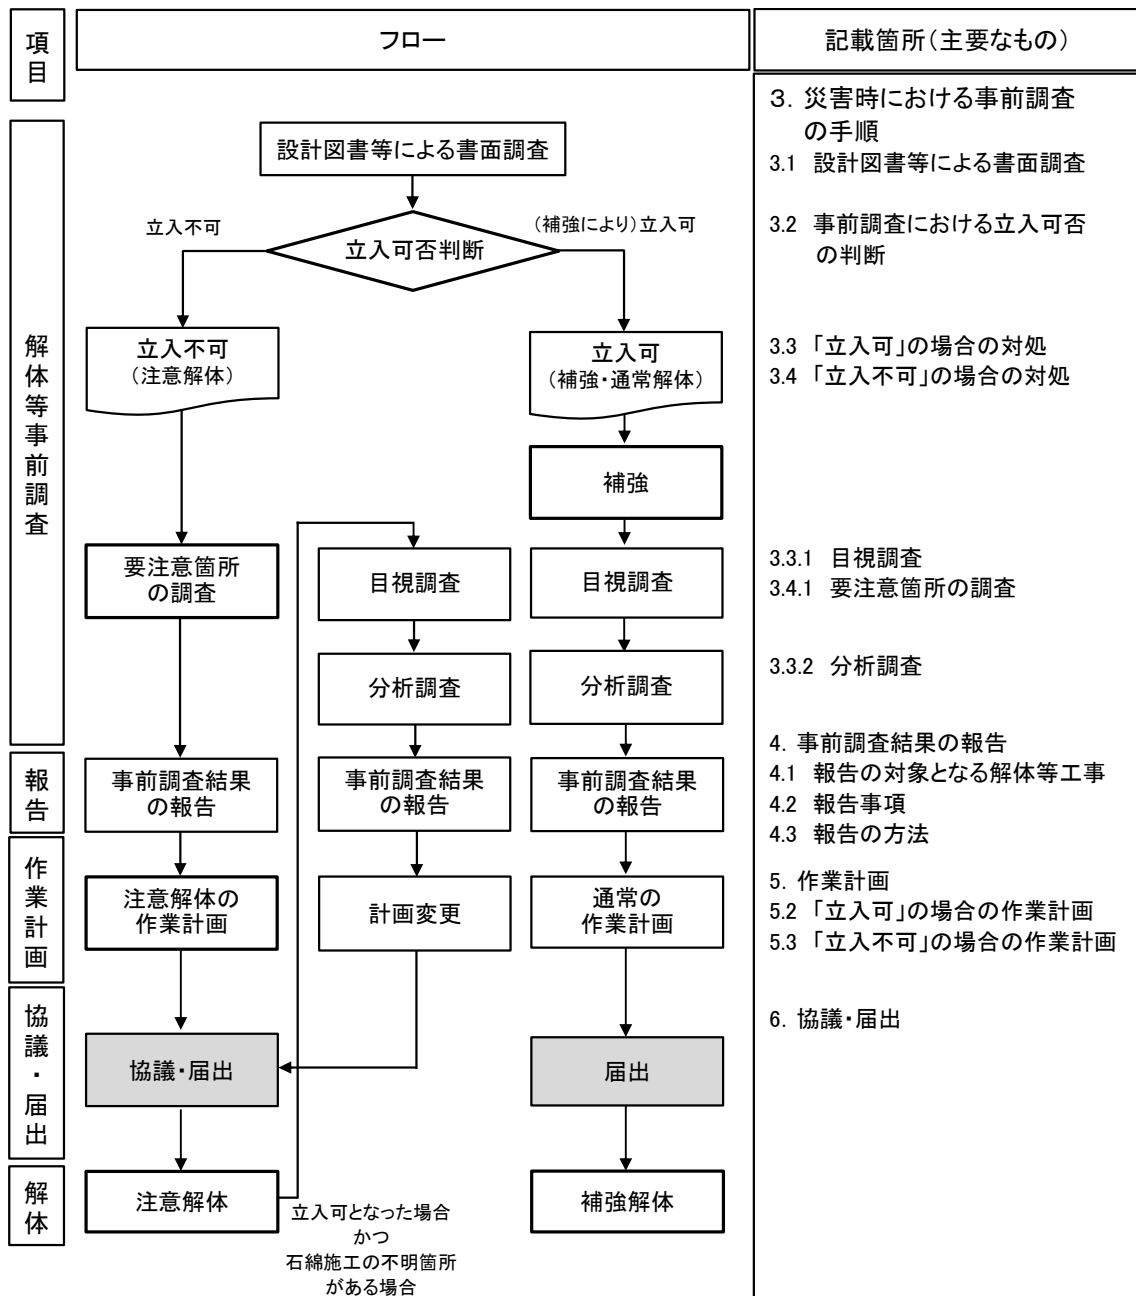 項
目
フロー
記載箇所(主要なもの)
解
体
等
事
前
調
査
報
告
作
業
計
画
協
議
・
届
出
解
体
設計図書等による書面調査
立入不可
(補強により)立入可
立入可否判断
立入不可
(注意解体)
立入可
(補強・通常解体)
補強
要注意箇所
の調査
目視調査
目視調査
分析調査
分析調査
事前調査結果
の報告
事前調査結果
の報告
事前調査結果
の報告
注意解体の
作業計画
計画変更
通常の
作業計画
協議・届出
届出
注意解体
補強解体
立入可となった場合
かつ
石綿施工の不明箇所
がある場合
3. 災害時における事前調査
の手順
3.1 設計図書等による書面調査
3.2 事前調査における立入可否
の判断
3.3 「立入可」の場合の対処
3.4 「立入不可」の場合の対処
3.3.1 目視調査
3.4.1 要注意箇所の調査
3.3.2 分析調査
4. 事前調査結果の報告
4.1 報告の対象となる解体等工事
4.2 報告事項
4.3 報告の方法
5. 作業計画
5.2 「立入可」の場合の作業計画
5.3 「立入不可」の場合の作業計画
6. 協議・届出